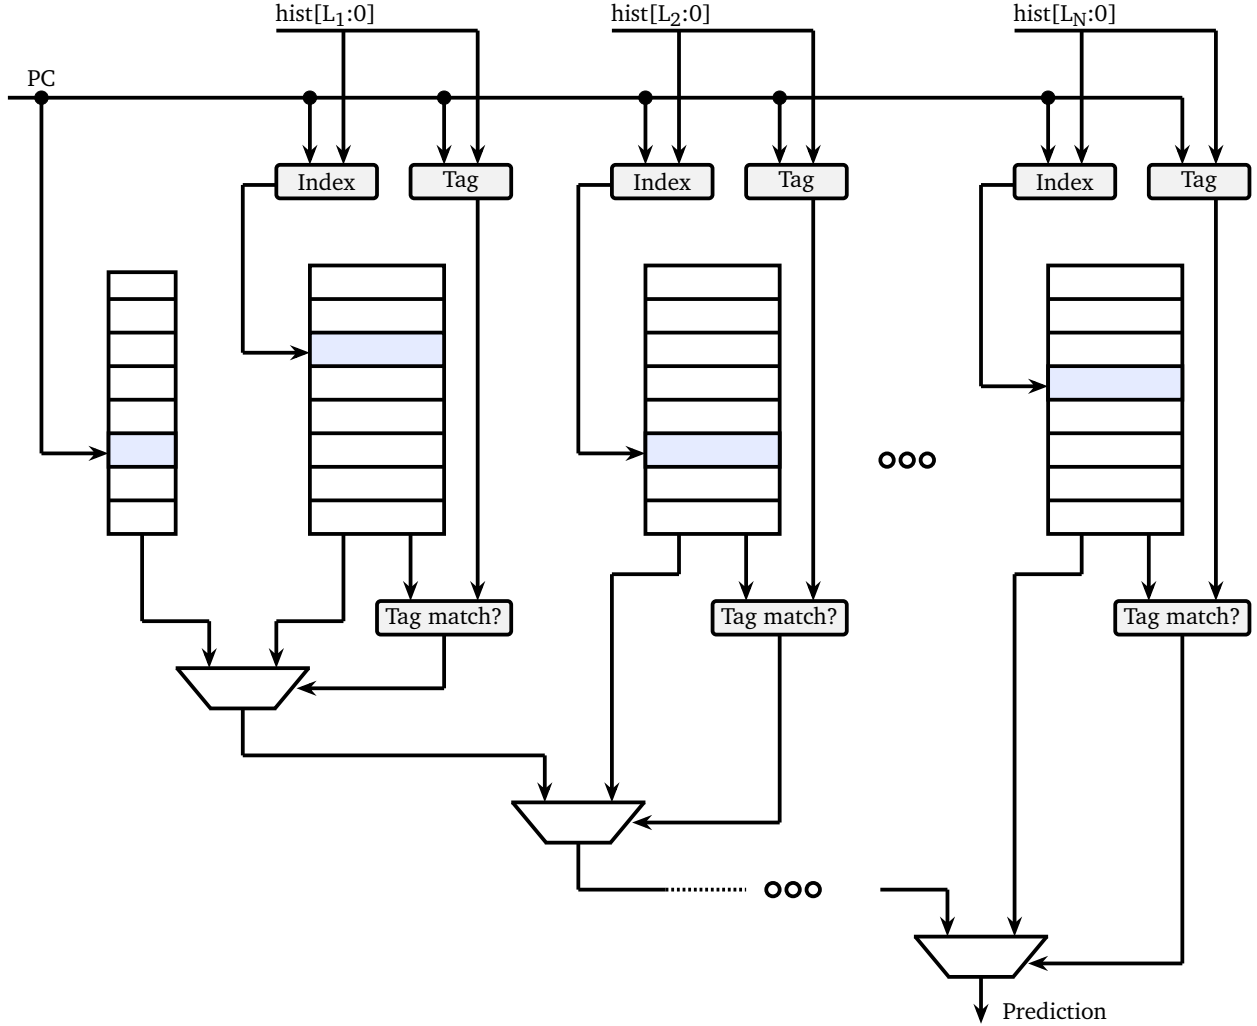 hist[L1:0] hist[L2:0] hist[LN:0]
PC
Index Tag Index Tag Index Tag
Tag match? Tag match? Tag match?
Prediction